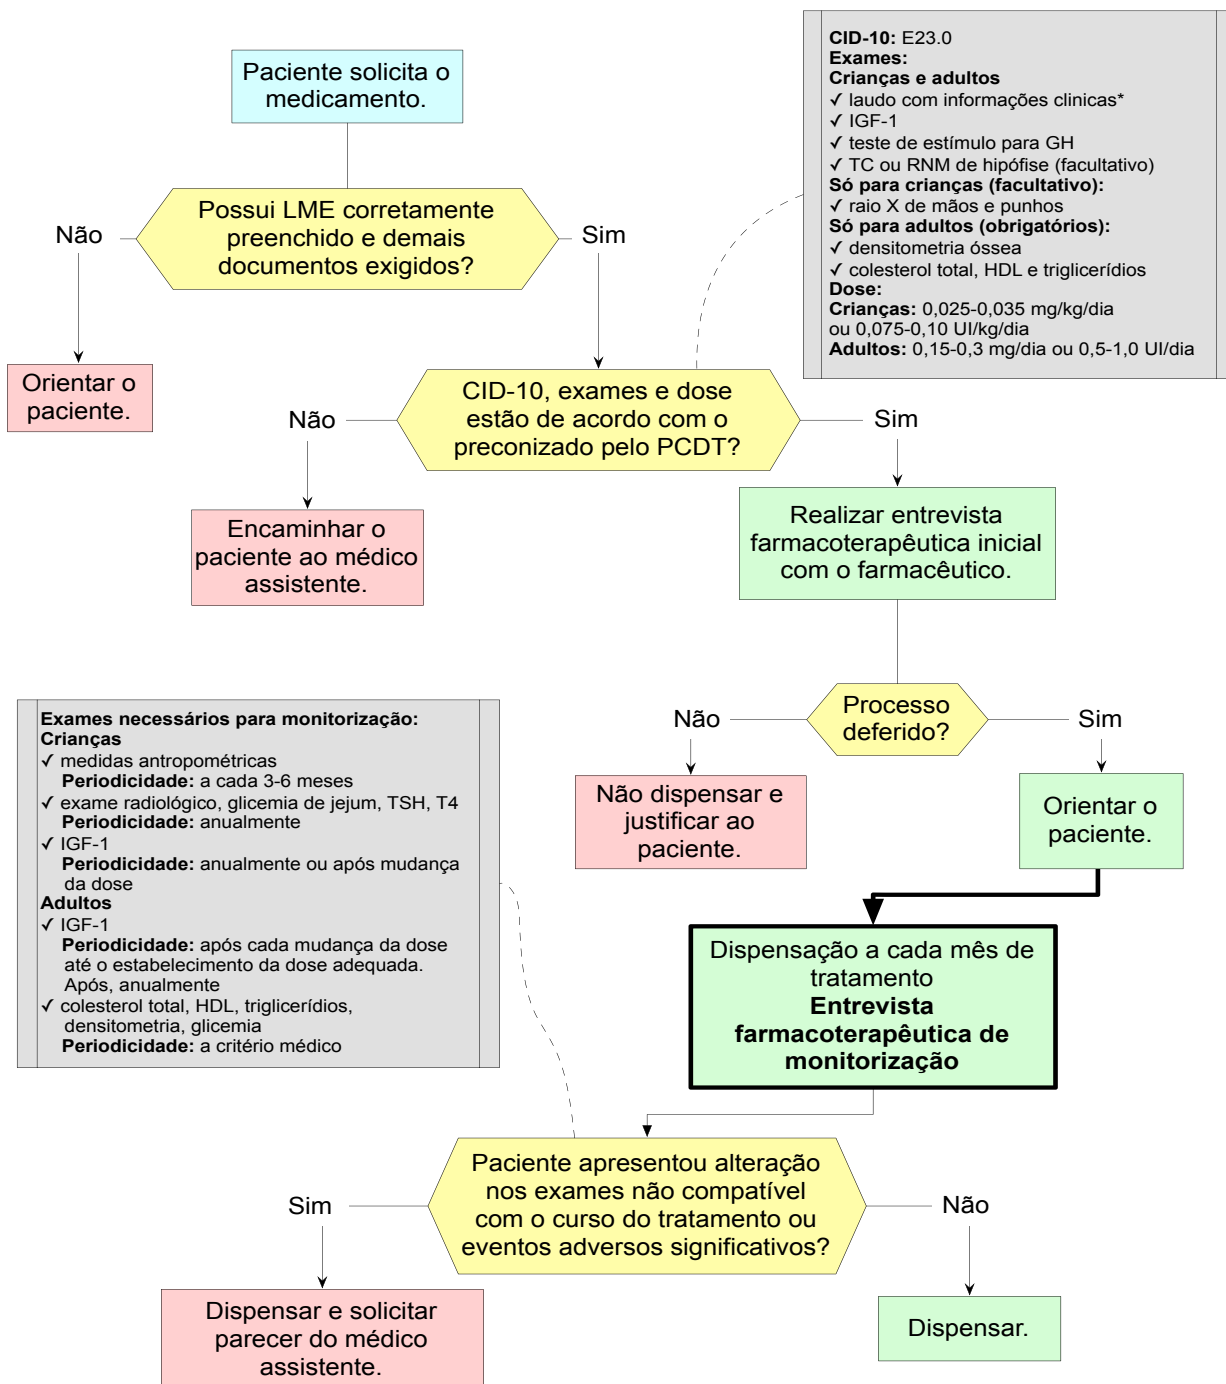 CID-10: E23.0
Exames:
Crianças e adultos
✓ laudo com informações clinicas*
✓ IGF-1
✓ teste de estímulo para GH
✓ TC ou RNM de hipófise (facultativo)
Só para crianças (facultativo):
✓ raio X de mãos e punhos
Só para adultos (obrigatórios):
✓ densitometria óssea
✓ colesterol total, HDL e triglicerídios
Dose:
Crianças: 0,025-0,035 mg/kg/dia
ou 0,075-0,10 UI/kg/dia
Adultos: 0,15-0,3 mg/dia ou 0,5-1,0 UI/dia
Paciente solicita o
medicamento.
Possui LME corretamente
preenchido e demais
documentos exigidos?
Não
Sim
Orientar o
paciente.
CID-10, exames e dose
estão de acordo com o
preconizado pelo PCDT?
Não
Sim
Encaminhar o
paciente ao médico
assistente.
Realizar entrevista
farmacoterapêutica inicial
com o farmacêutico.
Processo
deferido?
Não
Sim
Não dispensar e
justificar ao
paciente.
Orientar o
paciente.
Exames necessários para monitorização:
Crianças
✓ medidas antropométricas
Periodicidade: a cada 3-6 meses
✓ exame radiológico, glicemia de jejum, TSH, T4
Periodicidade: anualmente
✓ IGF-1
Periodicidade: anualmente ou após mudança
da dose
Adultos
✓ IGF-1
Periodicidade: após cada mudança da dose
até o estabelecimento da dose adequada.
Após, anualmente
✓ colesterol total, HDL, triglicerídios,
densitometria, glicemia
Periodicidade: a critério médico
Dispensação a cada mês de
tratamento
Entrevista
farmacoterapêutica de
monitorização
Paciente apresentou alteração
nos exames não compatível
com o curso do tratamento ou
eventos adversos significativos?
Sim
Não
Dispensar e solicitar
parecer do médico
assistente.
Dispensar.